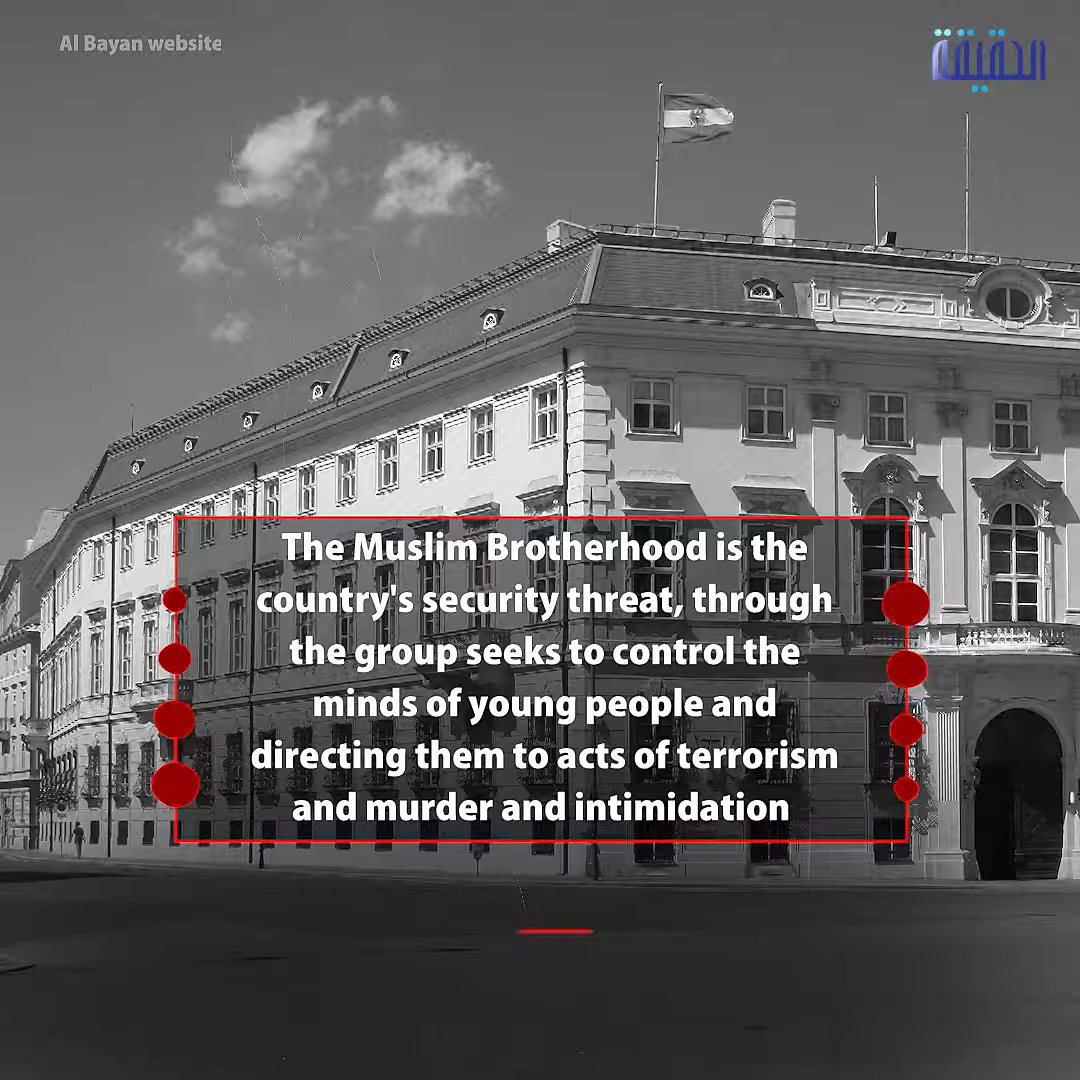 Al Bayan website
الحقيقة
The Muslim Brotherhood is the
country's security threat, through
the group seeks to control the
minds of young people and
directing them to acts of terrorism
and murder and intimidation